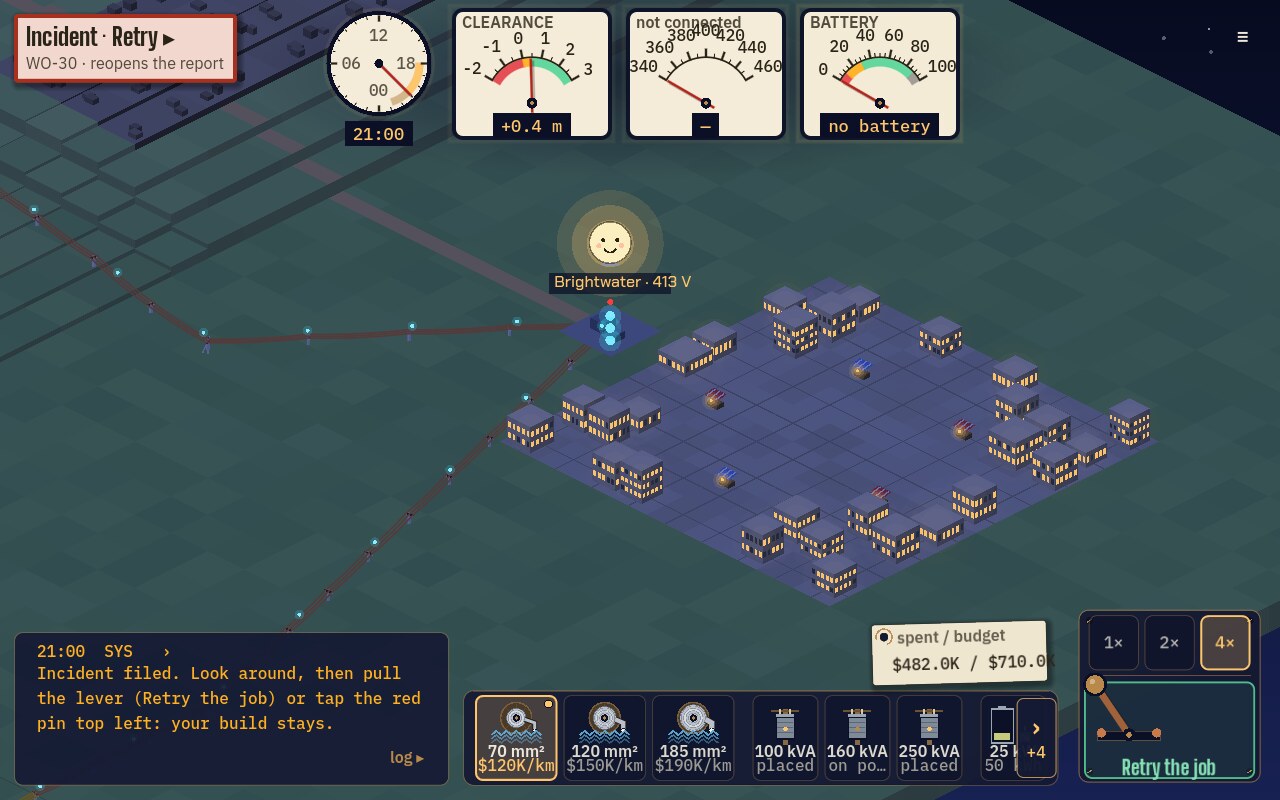 Incident · Retry ▸
WO-30 · reopens the report
12
06
18
00
21:00
CLEARANCE
-2
-1
0
1
2
3
+0.4 m
not connected
340
360
380
400
420
440
460
—
BATTERY
0
20
40
60
80
100
no battery
≡
Brightwater · 413 V
21:00 SYS ›
Incident filed. Look around, then pull
the lever (Retry the job) or tap the red
pin top left: your build stays.
log ▸
spent / budget
$482.0K / $710.0K
70 mm²
$120K/km
120 mm²
$150K/km
185 mm²
$190K/km
100 kVA
placed
160 kVA
on po…
250 kVA
placed
25 k
50
›
+4
1×
2×
4×
Retry the job